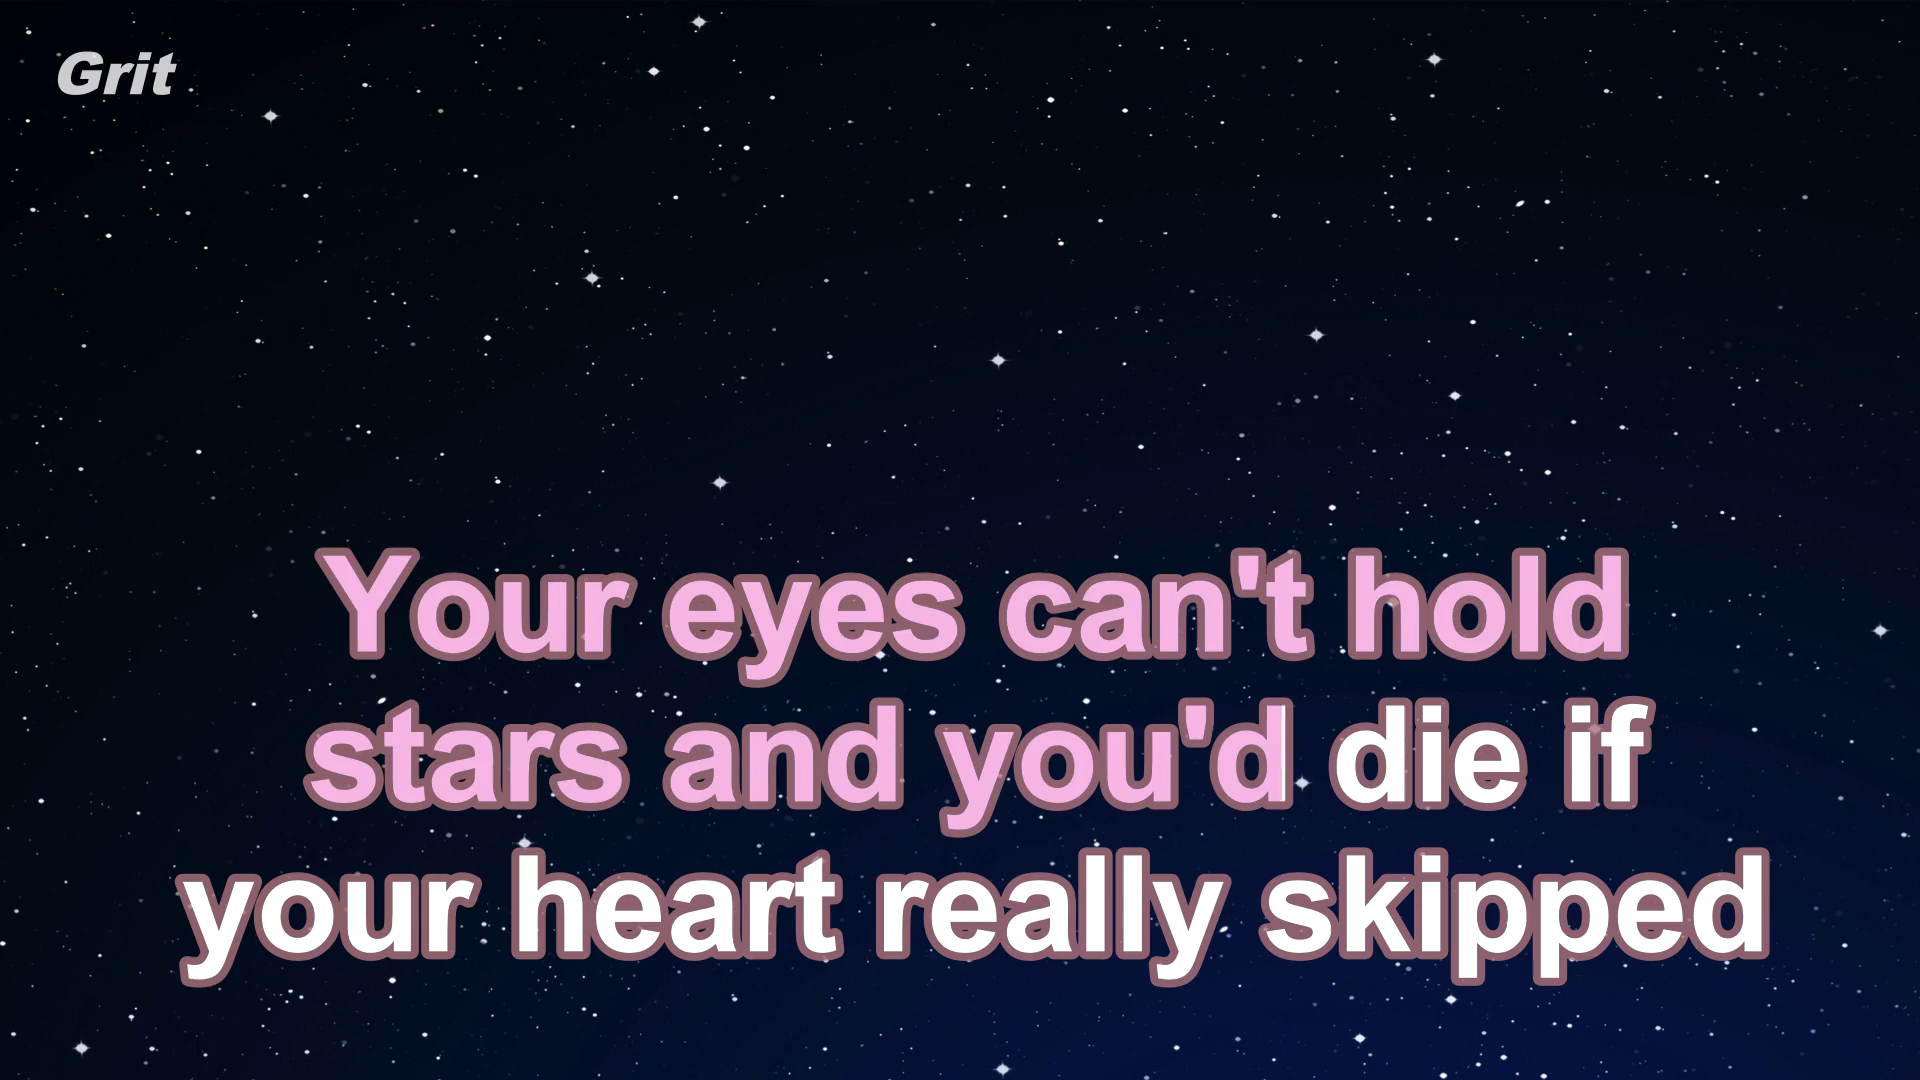 Grit
Your eyes can't hold
stars and you'd die if
your heart really skipped